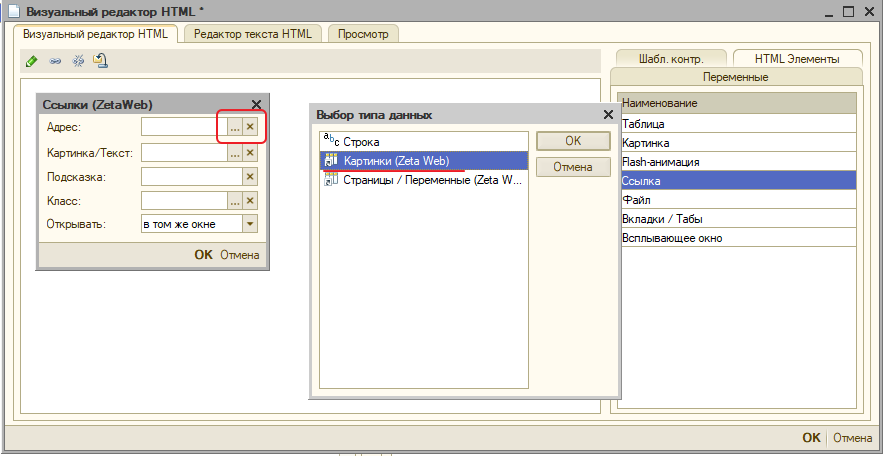 Визуальный редактор HTML *
Визуальный редактор HTML
Редактор текста HTML
Просмотр
Шабл. контр.
HTML Элементы
Переменные
Наименование
Таблица
Картинка
Flash-анимация
Ссылка
Файл
Вкладки / Табы
Всплывающее окно
Ссылки (ZetaWeb)
Адрес:
...
Картинка/Текст:
...
Подсказка:
Класс:
...
Открывать:
в том же окне
OK
Отмена
Выбор типа данных
abc Строка
Картинки (Zeta Web)
Страницы / Переменные (Zeta W...
OK
Отмена
OK
Отмена